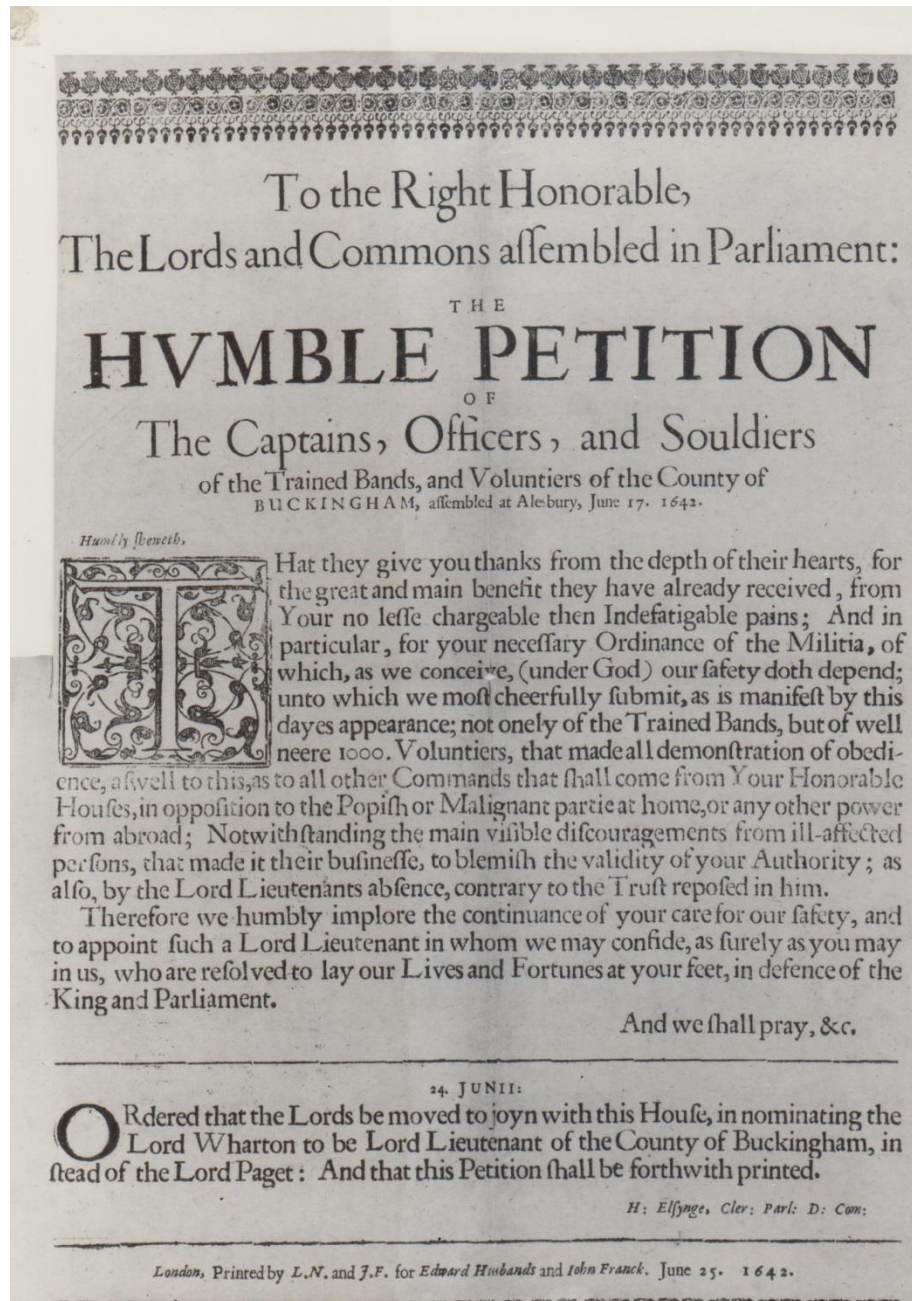 To the Right Honorable,
The Lords and Commons aſſembled in Parliament:
THE
HVMBLE PETITION
OF
The Captains, Officers, and Souldiers
of the Trained Bands, and Voluntiers of the County of
BUCKINGHAM, aſſembled at Alesbury, June 17. 1642.
Humbly ſheweth,
THat they give you thanks from the depth of their hearts, for
the great and main benefit they have already received, from
Your no leſſe chargeable then Indefatigable pains; And in
particular, for your neceſſary Ordinance of the Militia, of
which, as we conceive, (under God) our ſafety doth depend;
unto which we moſt cheerfully ſubmit, as is manifeſt by this
dayes appearance; not onely of the Trained Bands, but of well
neere 1000. Voluntiers, that made all demonſtration of obedi-
ence, aſwell to this, as to all other Commands that ſhall come from Your Honorable
Houſes, in oppoſition to the Popiſh or Malignant partie at home, or any other power
from abroad; Notwithſtanding the main viſible diſcouragements from ill-affected
perſons, that made it their buſineſſe, to blemiſh the validity of your Authority; as
alſo, by the Lord Lieutenants abſence, contrary to the Truſt repoſed in him.
Therefore we humbly implore the continuance of your care for our ſafety, and
to appoint ſuch a Lord Lieutenant in whom we may confide, as ſurely as you may
in us, who are reſolved to lay our Lives and Fortunes at your feet, in defence of the
King and Parliament.
And we ſhall pray, &c.
24. JUNII:
ORdered that the Lords be moved to joyn with this Houſe, in nominating the
Lord Wharton to be Lord Lieutenant of the County of Buckingham, in
ſtead of the Lord Paget: And that this Petition ſhall be forthwith printed.
H: Elſynge, Cler: Parl: D: Com:
London, Printed by L.N. and J.F. for Edward Husbands and Iohn Franck. June 25. 1642.